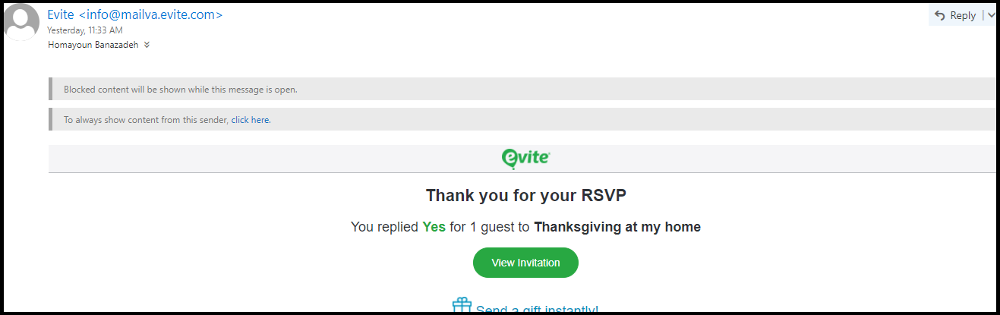 Evite <info@mailva.evite.com>
Reply
Yesterday, 11:33 AM
Homayoun Banazadeh
Blocked content will be shown while this message is open.
To always show content from this sender, click here.
evite
Thank you for your RSVP
You replied Yes for 1 guest to Thanksgiving at my home
View Invitation
Send a gift instantly!